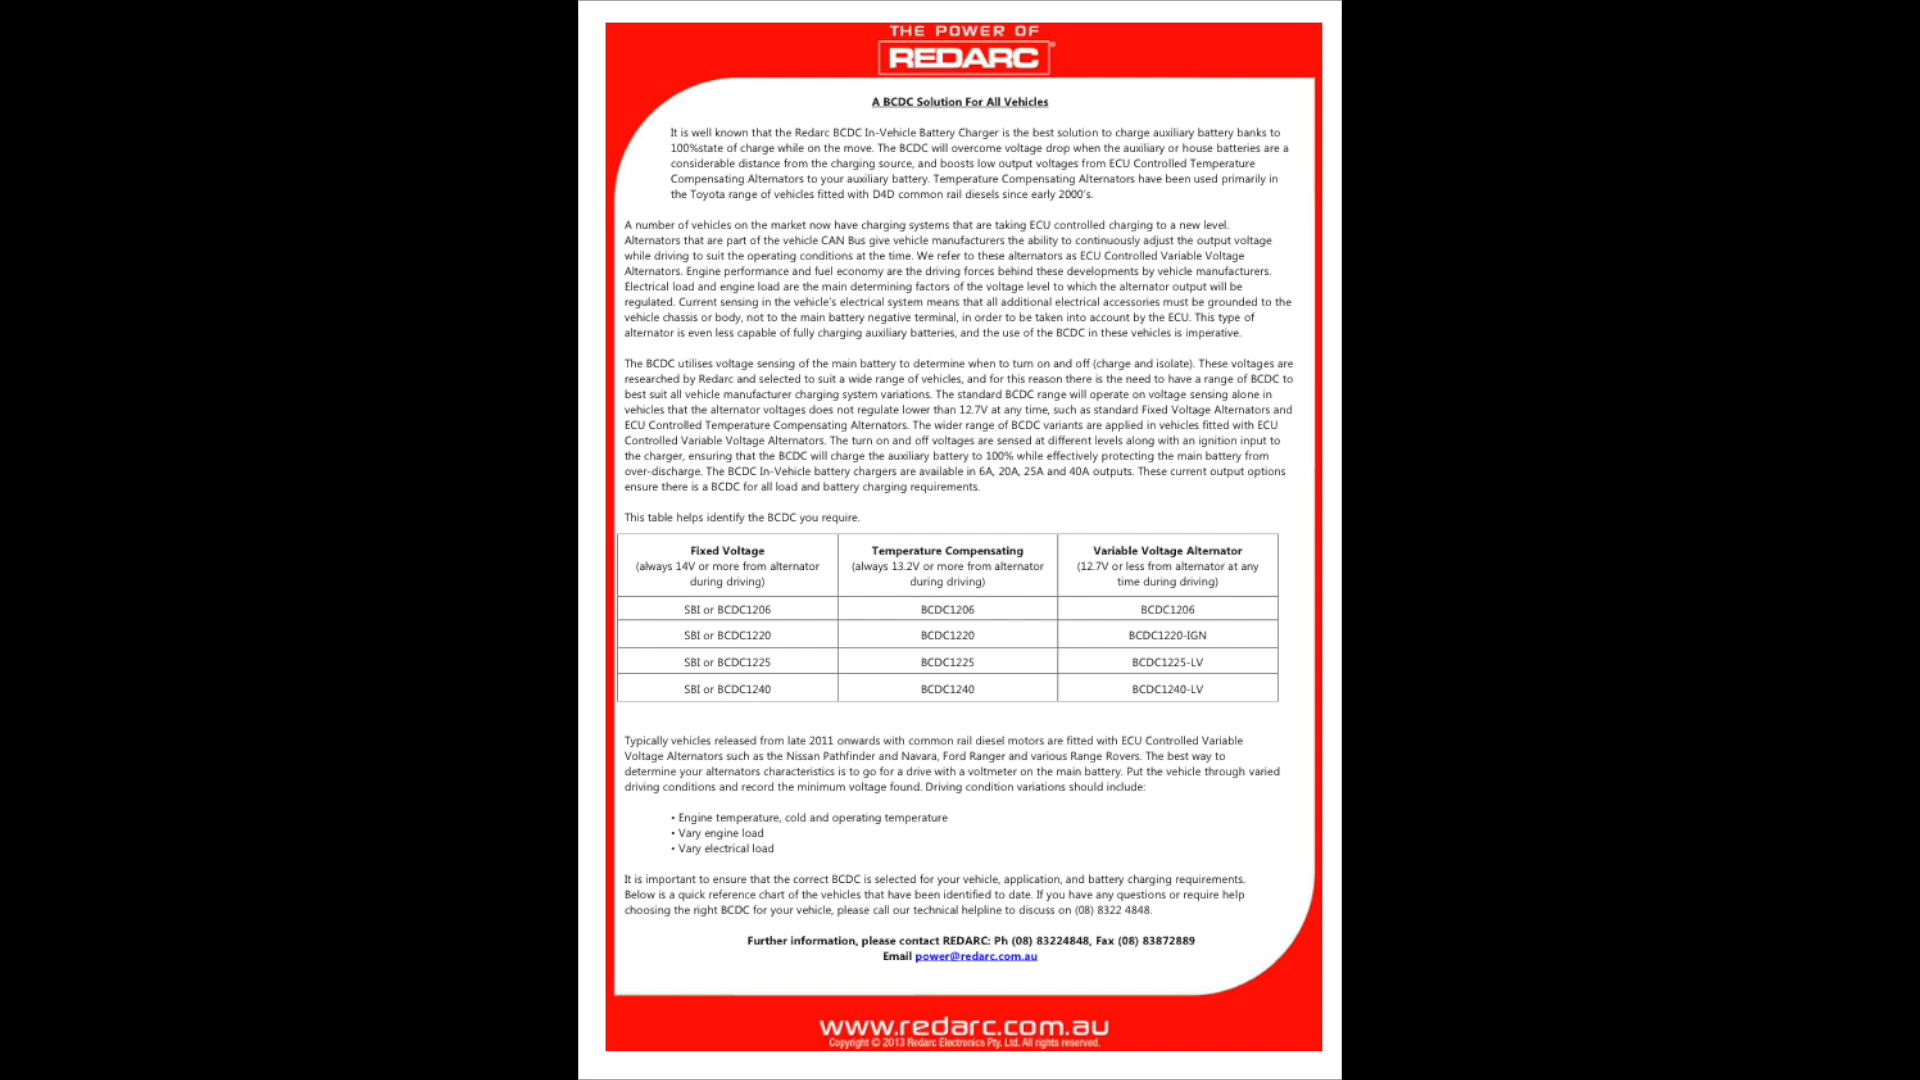 THE POWER OF
REDARC®
A BCDC Solution For All Vehicles
It is well known that the Redarc BCDC In-Vehicle Battery Charger is the best solution to charge auxiliary battery banks to
100%state of charge while on the move. The BCDC will overcome voltage drop when the auxiliary or house batteries are a
considerable distance from the charging source, and boosts low output voltages from ECU Controlled Temperature
Compensating Alternators to your auxiliary battery. Temperature Compensating Alternators have been used primarily in
the Toyota range of vehicles fitted with D4D common rail diesels since early 2000's.
A number of vehicles on the market now have charging systems that are taking ECU controlled charging to a new level.
Alternators that are part of the vehicle CAN Bus give vehicle manufacturers the ability to continuously adjust the output voltage
while driving to suit the operating conditions at the time. We refer to these alternators as ECU Controlled Variable Voltage
Alternators. Engine performance and fuel economy are the driving forces behind these developments by vehicle manufacturers.
Electrical load and engine load are the main determining factors of the voltage level to which the alternator output will be
regulated. Current sensing in the vehicle's electrical system means that all additional electrical accessories must be grounded to the
vehicle chassis or body, not to the main battery negative terminal, in order to be taken into account by the ECU. This type of
alternator is even less capable of fully charging auxiliary batteries, and the use of the BCDC in these vehicles is imperative.
The BCDC utilises voltage sensing of the main battery to determine when to turn on and off (charge and isolate). These voltages are
researched by Redarc and selected to suit a wide range of vehicles, and for this reason there is the need to have a range of BCDC to
best suit all vehicle manufacturer charging system variations. The standard BCDC range will operate on voltage sensing alone in
vehicles that the alternator voltages does not regulate lower than 12.7V at any time, such as standard Fixed Voltage Alternators and
ECU Controlled Temperature Compensating Alternators. The wider range of BCDC variants are applied in vehicles fitted with ECU
Controlled Variable Voltage Alternators. The turn on and off voltages are sensed at different levels along with an ignition input to
the charger, ensuring that the BCDC will charge the auxiliary battery to 100% while effectively protecting the main battery from
over-discharge. The BCDC In-Vehicle battery chargers are available in 6A, 20A, 25A and 40A outputs. These current output options
ensure there is a BCDC for all load and battery charging requirements.
This table helps identify the BCDC you require.
Fixed Voltage Temperature Compensating Variable Voltage Alternator
(always 14V or more from alternator (always 13.2V or more from alternator (12.7V or less from alternator at any
during driving) during driving) time during driving)
SBI or BCDC1206 BCDC1206 BCDC1206
SBI or BCDC1220 BCDC1220 BCDC1220-IGN
SBI or BCDC1225 BCDC1225 BCDC1225-LV
SBI or BCDC1240 BCDC1240 BCDC1240-LV
Typically vehicles released from late 2011 onwards with common rail diesel motors are fitted with ECU Controlled Variable
Voltage Alternators such as the Nissan Pathfinder and Navara, Ford Ranger and various Range Rovers. The best way to
determine your alternators characteristics is to go for a drive with a voltmeter on the main battery. Put the vehicle through varied
driving conditions and record the minimum voltage found. Driving condition variations should include:
• Engine temperature, cold and operating temperature
• Vary engine load
• Vary electrical load
It is important to ensure that the correct BCDC is selected for your vehicle, application, and battery charging requirements.
Below is a quick reference chart of the vehicles that have been identified to date. If you have any questions or require help
choosing the right BCDC for your vehicle, please call our technical helpline to discuss on (08) 8322 4848.
Further information, please contact REDARC: Ph (08) 83224848, Fax (08) 83872889
Email power@redarc.com.au
www.redarc.com.au
Copyright © 2013 Redarc Electronics Pty. Ltd. All rights reserved.